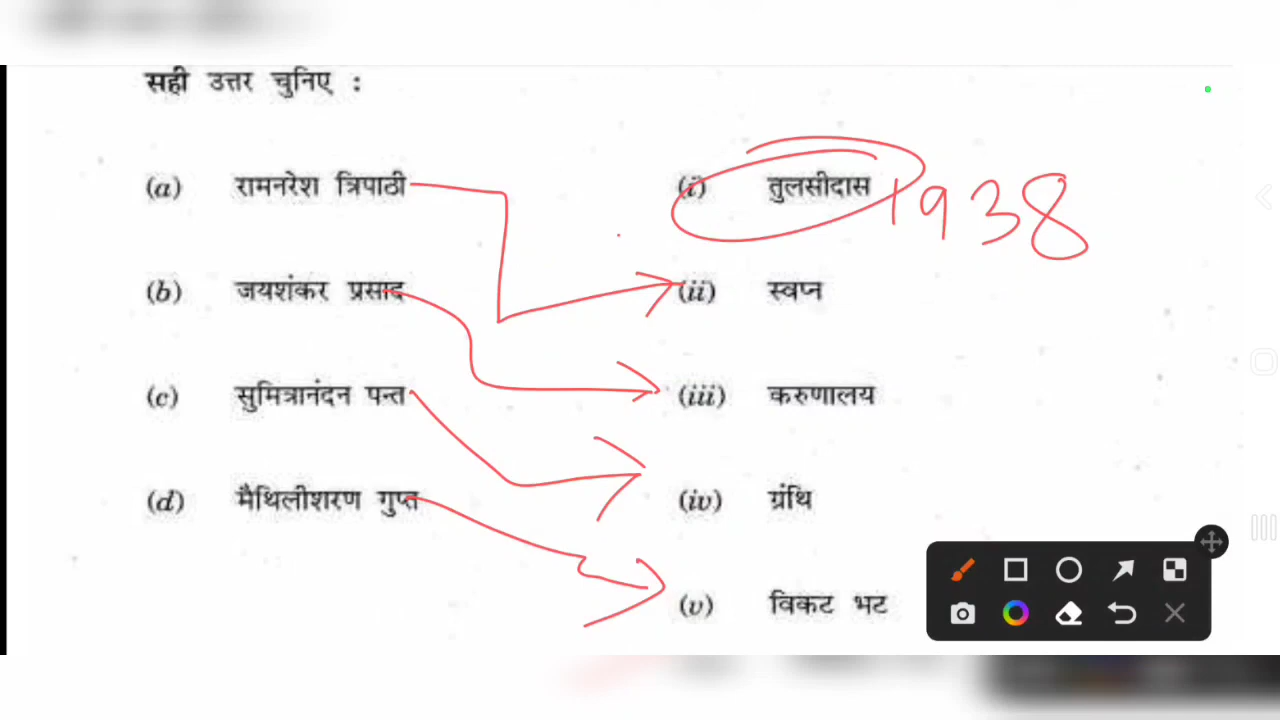 सही उत्तर चुनिए :
(a) रामनरेश त्रिपाठी (i) तुलसीदास 1938
(b) जयशंकर प्रसाद (ii) स्वप्न
(c) सुमित्रानंदन पन्त (iii) करुणालय
(d) मैथिलीशरण गुप्त (iv) ग्रंथि
(v) विकट भट